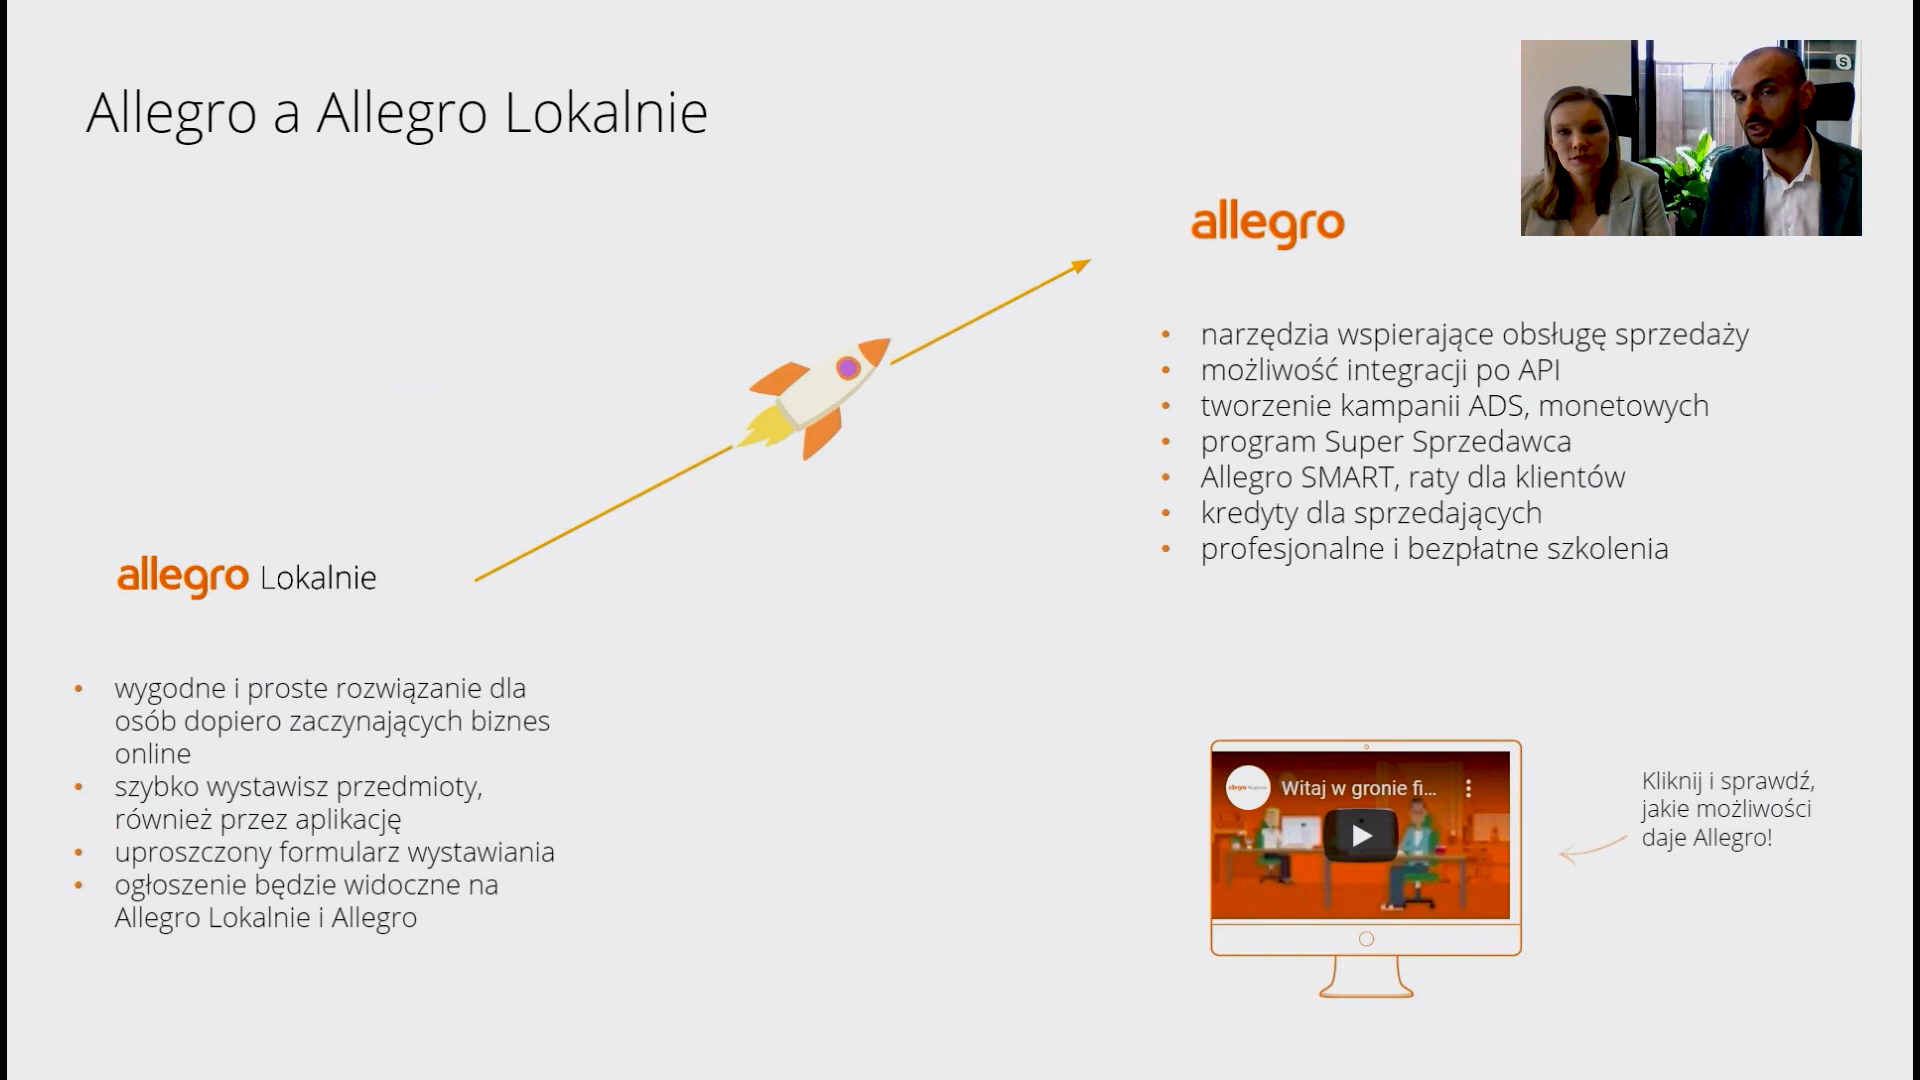 Allegro a Allegro Lokalnie
allegro
narzędzia wspierające obsługę sprzedaży
możliwość integracji po API
tworzenie kampanii ADS, monetowych
program Super Sprzedawca
Allegro SMART, raty dla klientów
kredyty dla sprzedających
profesjonalne i bezpłatne szkolenia
allegro Lokalnie
wygodne i proste rozwiązanie dla
osób dopiero zaczynających biznes
online
szybko wystawisz przedmioty,
również przez aplikację
uproszczony formularz wystawiania
ogłoszenie będzie widoczne na
Allegro Lokalnie i Allegro
Witaj w gronie fi...
Kliknij i sprawdź,
jakie możliwości
daje Allegro!